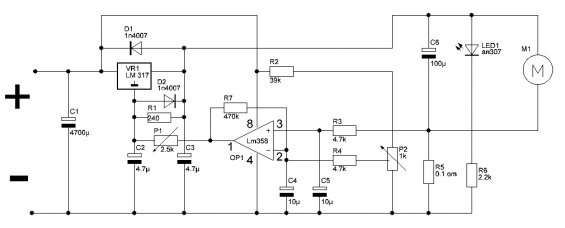 D1
1n4007
VR1
LM 317
D2
1n4007
R1
240
P1
2.5k
C1
4700µ
C2
4.7µ
C3
4.7µ
R7
470k
R2
39k
8
3
1
Lm358
2
OP1
4
+
−
R3
4.7k
R4
4.7k
P2
1k
C4
10µ
C5
10µ
C6
100µ
LED1
an307
M1
M
R5
0.1 om
R6
2.2k
+
−